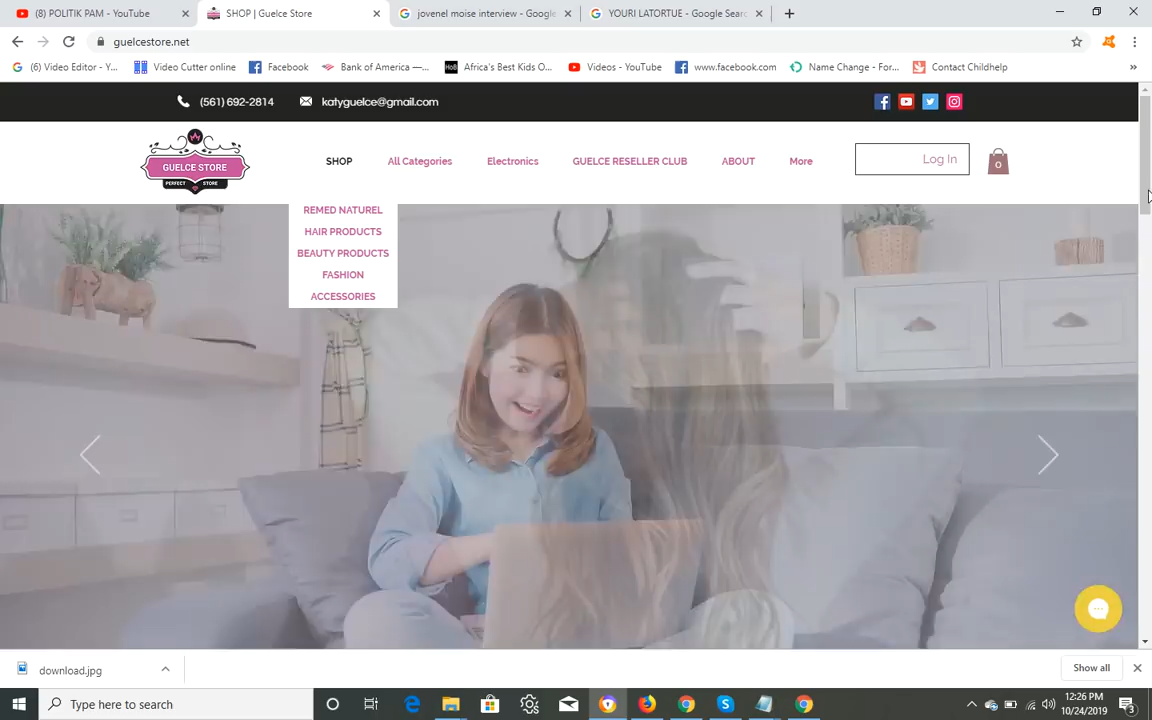 (8) POLITIK PAM - YouTube
SHOP | Guelce Store
jovenel moise interview - Google
YOURI LATORTUE - Google Searc
guelcestore.net
(6) Video Editor - Y...
Video Cutter online
Facebook
Bank of America —...
HoB
Africa's Best Kids O...
Videos - YouTube
www.facebook.com
Name Change - For...
Contact Childhelp
(561) 692-2814
katyguelce@gmail.com
GUELCE STORE
PERFECT STORE
SHOP
All Categories
Electronics
GUELCE RESELLER CLUB
ABOUT
More
Log In
0
REMED NATUREL
HAIR PRODUCTS
BEAUTY PRODUCTS
FASHION
ACCESSORIES
download.jpg
Show all
Type here to search
12:26 PM
10/24/2019
3